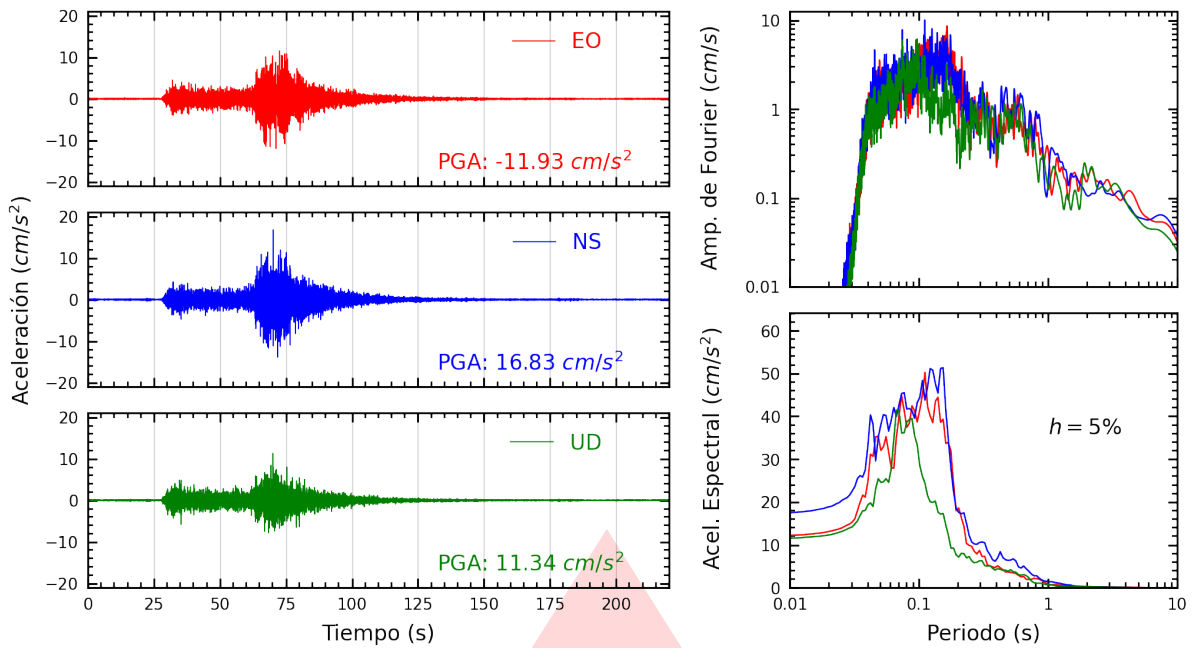 Aceleración (cm/s²)
20
10
0
−10
−20
EO
PGA: -11.93 cm/s²
20
10
0
−10
−20
NS
PGA: 16.83 cm/s²
20
10
0
−10
−20
UD
PGA: 11.34 cm/s²
0 25 50 75 100 125 150 175 200
Tiempo (s)
Amp. de Fourier (cm/s)
10
1
0.1
0.01
Acel. Espectral (cm/s²)
60
50
40
30
20
10
0
h = 5%
0.01 0.1 1 10
Periodo (s)